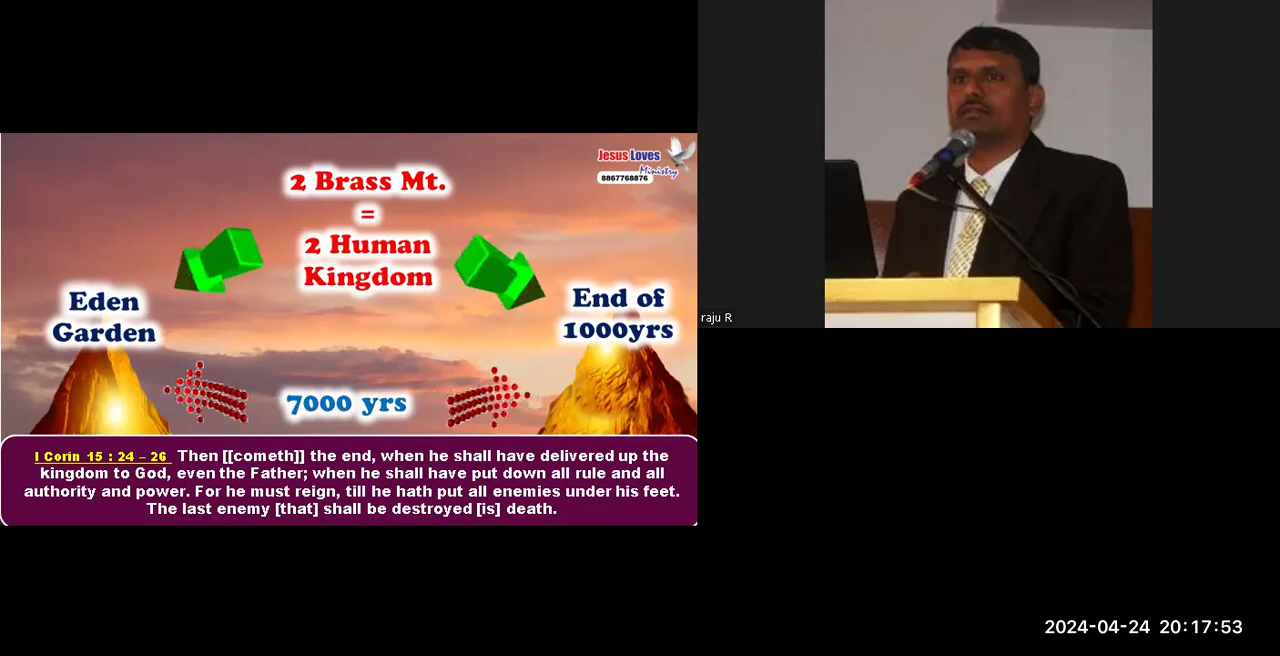 Jesus Loves
Ministry
8867768876
2 Brass Mt.
=
2 Human
Kingdom
Eden
Garden
End of
1000yrs
7000 yrs
I Corin 15 : 24 – 26 Then [[cometh]] the end, when he shall have delivered up the
kingdom to God, even the Father; when he shall have put down all rule and all
authority and power. For he must reign, till he hath put all enemies under his feet.
The last enemy [that] shall be destroyed [is] death.
raju R
2024-04-24 20:17:53